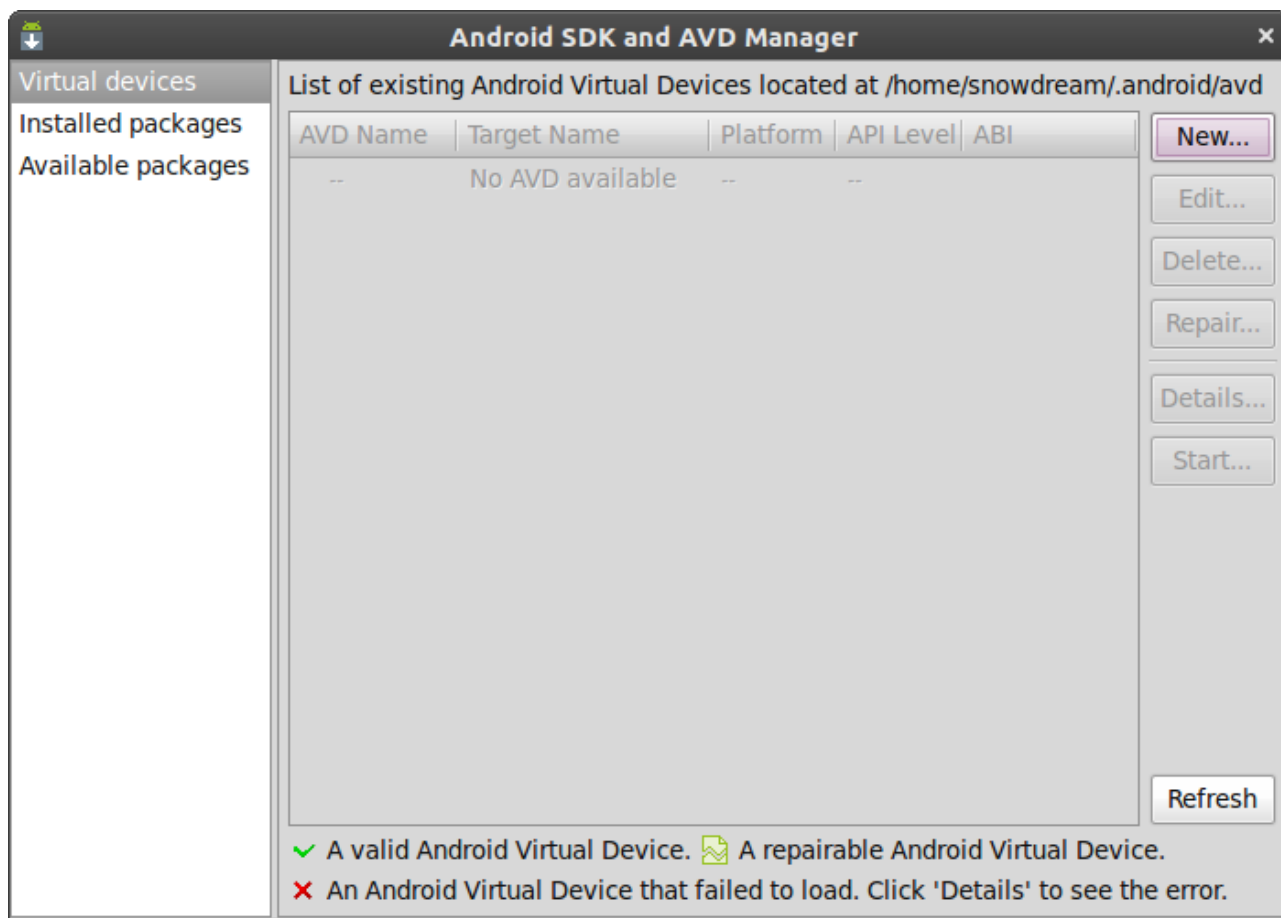 Android SDK and AVD Manager
Virtual devices
Installed packages
Available packages
List of existing Android Virtual Devices located at /home/snowdream/.android/avd
AVD Name Target Name Platform API Level ABI
-- No AVD available -- --
New...
Edit...
Delete...
Repair...
Details...
Start...
Refresh
A valid Android Virtual Device. A repairable Android Virtual Device.
An Android Virtual Device that failed to load. Click 'Details' to see the error.